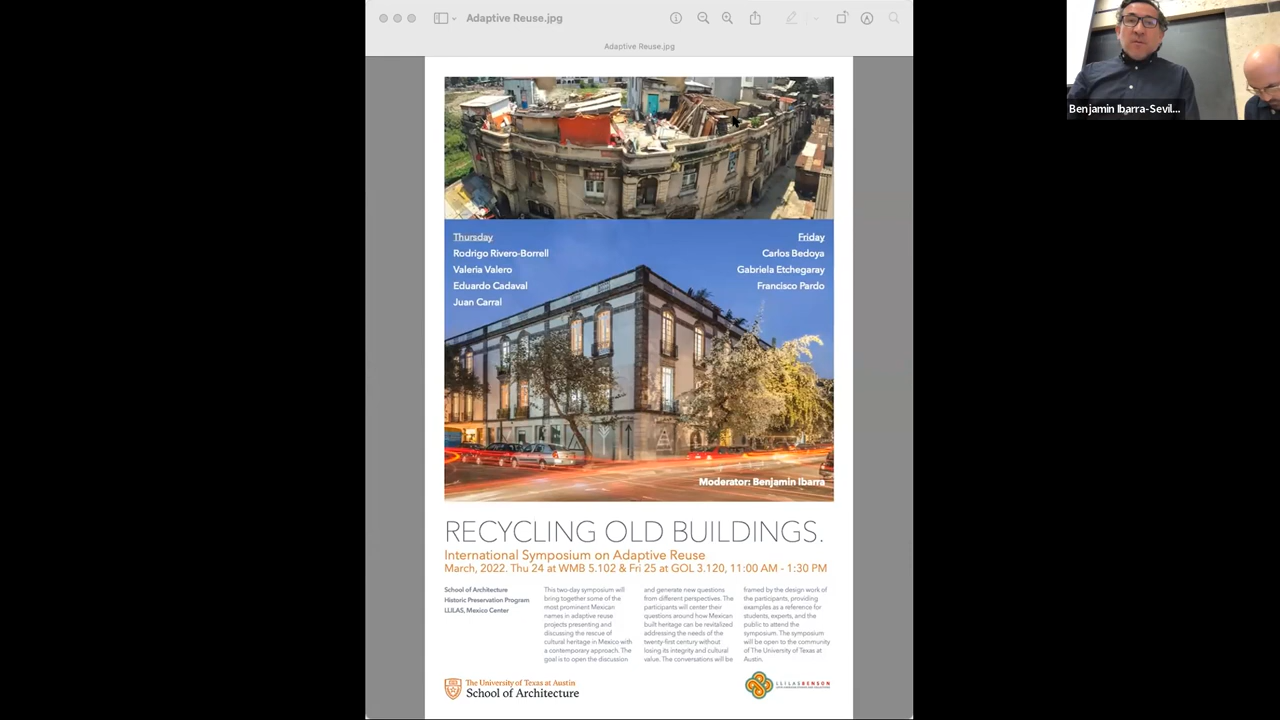 Adaptive Reuse.jpg
Adaptive Reuse.jpg
Benjamin Ibarra-Sevil...
Thursday
Rodrigo Rivero-Borrell
Valeria Valero
Eduardo Cadaval
Juan Carral
Friday
Carlos Bedoya
Gabriela Etchegaray
Francisco Pardo
Moderator: Benjamin Ibarra
RECYCLING OLD BUILDINGS.
International Symposium on Adaptive Reuse
March, 2022. Thu 24 at WMB 5.102 & Fri 25 at GOL 3.120, 11:00 AM - 1:30 PM
School of Architecture
Historic Preservation Program
LLILAS, Mexico Center
This two-day symposium will
bring together some of the
most prominent Mexican
names in adaptive reuse
projects presenting and
discussing the rescue of
cultural heritage in Mexico with
a contemporary approach. The
goal is to open the discussion
and generate new questions
from different perspectives. The
participants will center their
questions around how Mexican
built heritage can be revitalized
addressing the needs of the
twenty-first century without
losing its integrity and cultural
value. The conversations will be
framed by the design work of
the participants, providing
examples as a reference for
students, experts, and the
public to attend the
symposium. The symposium
will be open to the community
of The University of Texas at
Austin.
The University of Texas at Austin
School of Architecture
LLILAS BENSON